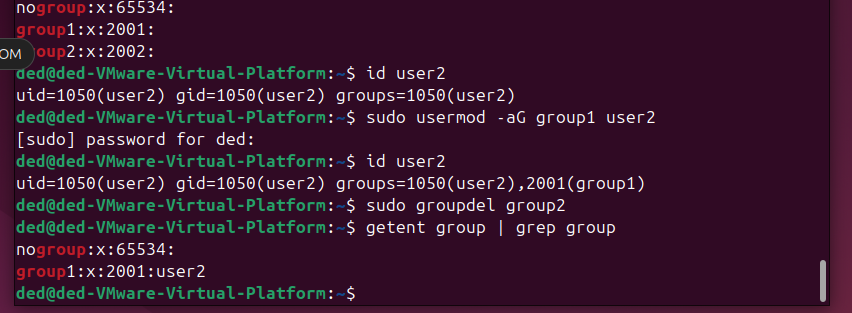 nogroup:x:65534:
group1:x:2001:
OM
oup2:x:2002:
ded@ded-VMware-Virtual-Platform:~$ id user2
uid=1050(user2) gid=1050(user2) groups=1050(user2)
ded@ded-VMware-Virtual-Platform:~$ sudo usermod -aG group1 user2
[sudo] password for ded:
ded@ded-VMware-Virtual-Platform:~$ id user2
uid=1050(user2) gid=1050(user2) groups=1050(user2),2001(group1)
ded@ded-VMware-Virtual-Platform:~$ sudo groupdel group2
ded@ded-VMware-Virtual-Platform:~$ getent group | grep group
nogroup:x:65534:
group1:x:2001:user2
ded@ded-VMware-Virtual-Platform:~$